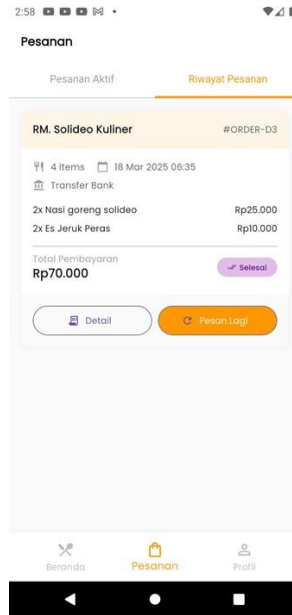 2:58
Pesanan
Pesanan Aktif Riwayat Pesanan
RM. Solideo Kuliner #ORDER-D3
4 items 18 Mar 2025 06:35
Transfer Bank
2x Nasi goreng solideo Rp25.000
2x Es Jeruk Peras Rp10.000
Total Pembayaran
Rp70.000 Selesai
Detail Pesan Lagi
Beranda Pesanan Profil